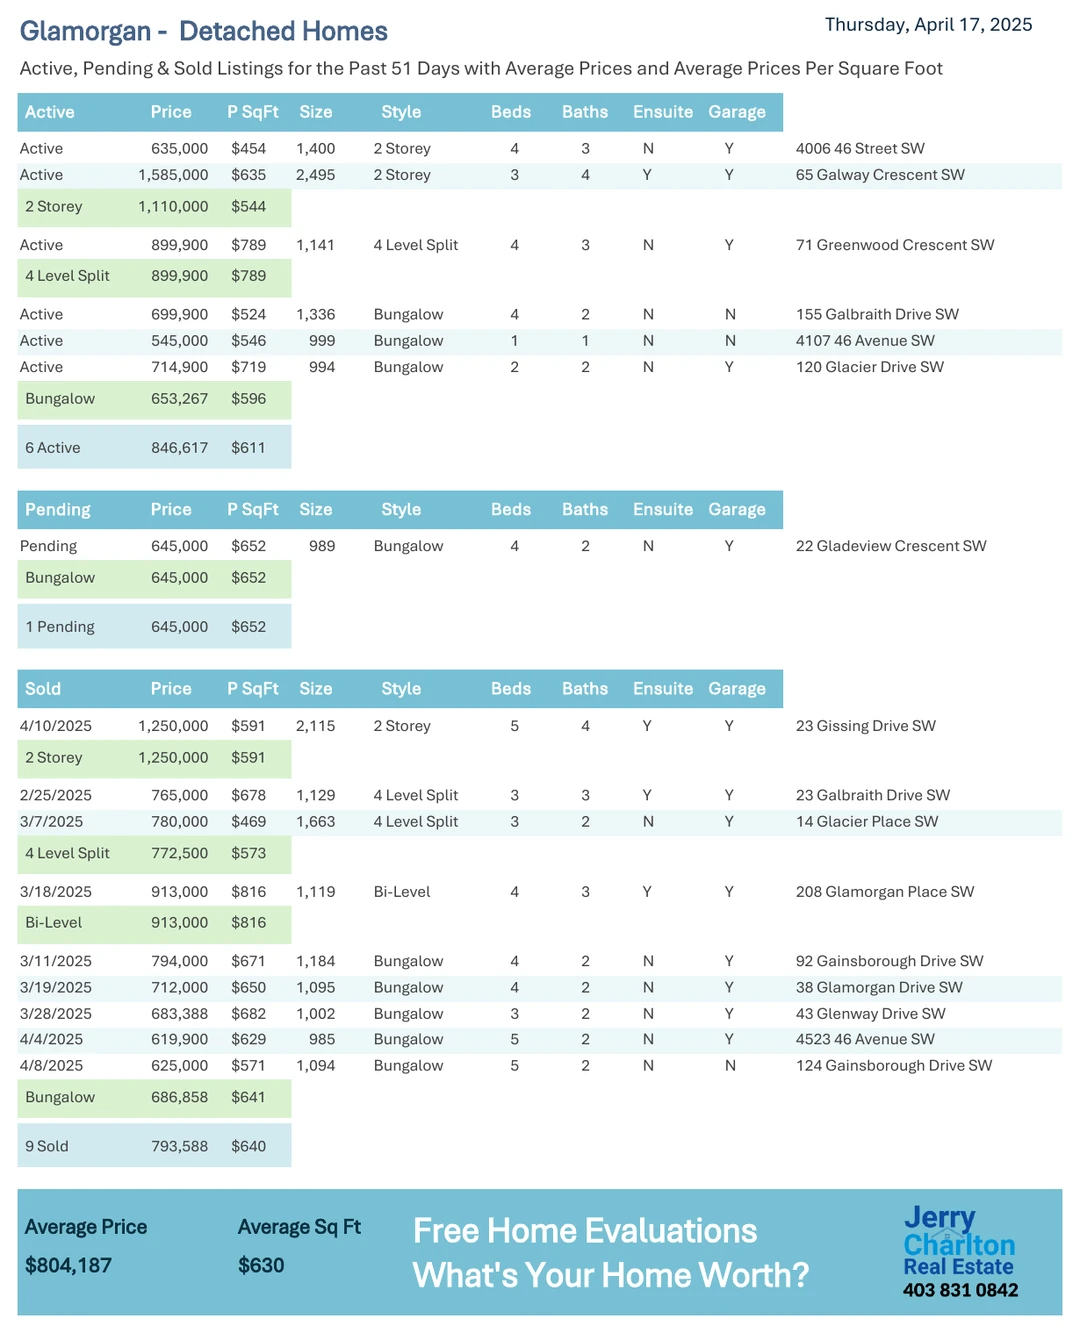 Glamorgan - Detached Homes
Thursday, April 17, 2025
Active, Pending & Sold Listings for the Past 51 Days with Average Prices and Average Prices Per Square Foot
Active Price P SqFt Size Style Beds Baths Ensuite Garage
Active 635,000 $454 1,400 2 Storey 4 3 N Y 4006 46 Street SW
Active 1,585,000 $635 2,495 2 Storey 3 4 Y Y 65 Galway Crescent SW
2 Storey 1,110,000 $544
Active 899,900 $789 1,141 4 Level Split 4 3 N Y 71 Greenwood Crescent SW
4 Level Split 899,900 $789
Active 699,900 $524 1,336 Bungalow 4 2 N N 155 Galbraith Drive SW
Active 545,000 $546 999 Bungalow 1 1 N N 4107 46 Avenue SW
Active 714,900 $719 994 Bungalow 2 2 N Y 120 Glacier Drive SW
Bungalow 653,267 $596
6 Active 846,617 $611
Pending Price P SqFt Size Style Beds Baths Ensuite Garage
Pending 645,000 $652 989 Bungalow 4 2 N Y 22 Gladeview Crescent SW
Bungalow 645,000 $652
1 Pending 645,000 $652
Sold Price P SqFt Size Style Beds Baths Ensuite Garage
4/10/2025 1,250,000 $591 2,115 2 Storey 5 4 Y Y 23 Gissing Drive SW
2 Storey 1,250,000 $591
2/25/2025 765,000 $678 1,129 4 Level Split 3 3 Y Y 23 Galbraith Drive SW
3/7/2025 780,000 $469 1,663 4 Level Split 3 2 N Y 14 Glacier Place SW
4 Level Split 772,500 $573
3/18/2025 913,000 $816 1,119 Bi-Level 4 3 Y Y 208 Glamorgan Place SW
Bi-Level 913,000 $816
3/11/2025 794,000 $671 1,184 Bungalow 4 2 N Y 92 Gainsborough Drive SW
3/19/2025 712,000 $650 1,095 Bungalow 4 2 N Y 38 Glamorgan Drive SW
3/28/2025 683,388 $682 1,002 Bungalow 3 2 N Y 43 Glenway Drive SW
4/4/2025 619,900 $629 985 Bungalow 5 2 N Y 4523 46 Avenue SW
4/8/2025 625,000 $571 1,094 Bungalow 5 2 N N 124 Gainsborough Drive SW
Bungalow 686,858 $641
9 Sold 793,588 $640
Average Price Average Sq Ft
$804,187 $630
Free Home Evaluations
What's Your Home Worth?
Jerry
Charlton
Real Estate
403 831 0842